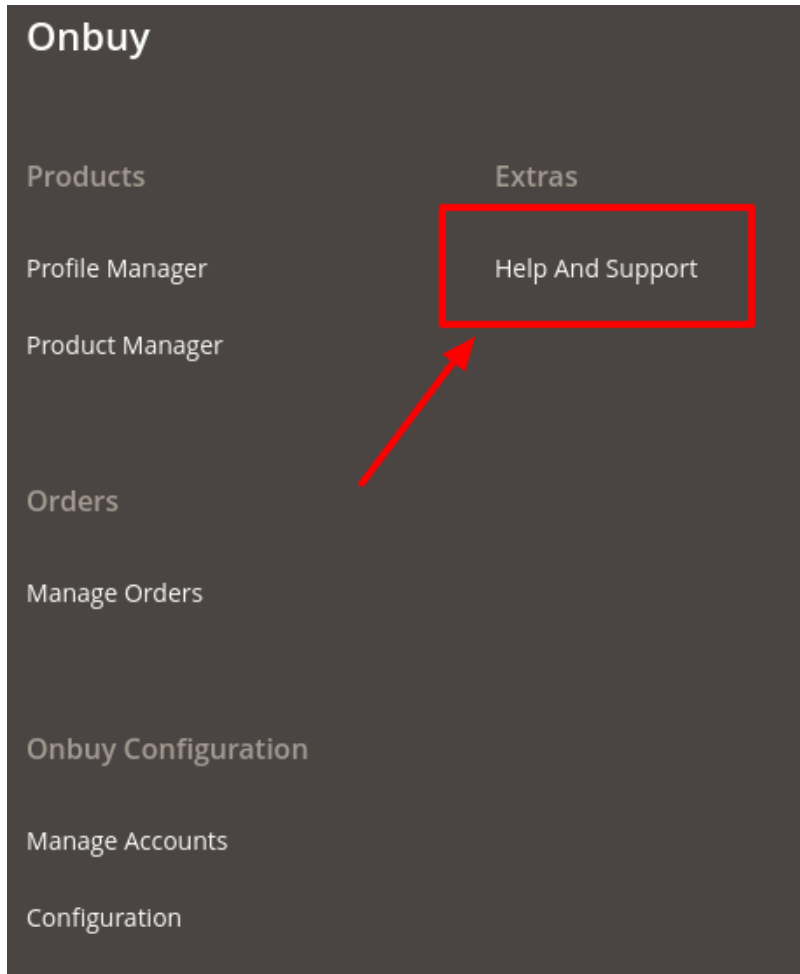 Onbuy
Products
Profile Manager
Product Manager
Orders
Manage Orders
Onbuy Configuration
Manage Accounts
Configuration
Extras
Help And Support